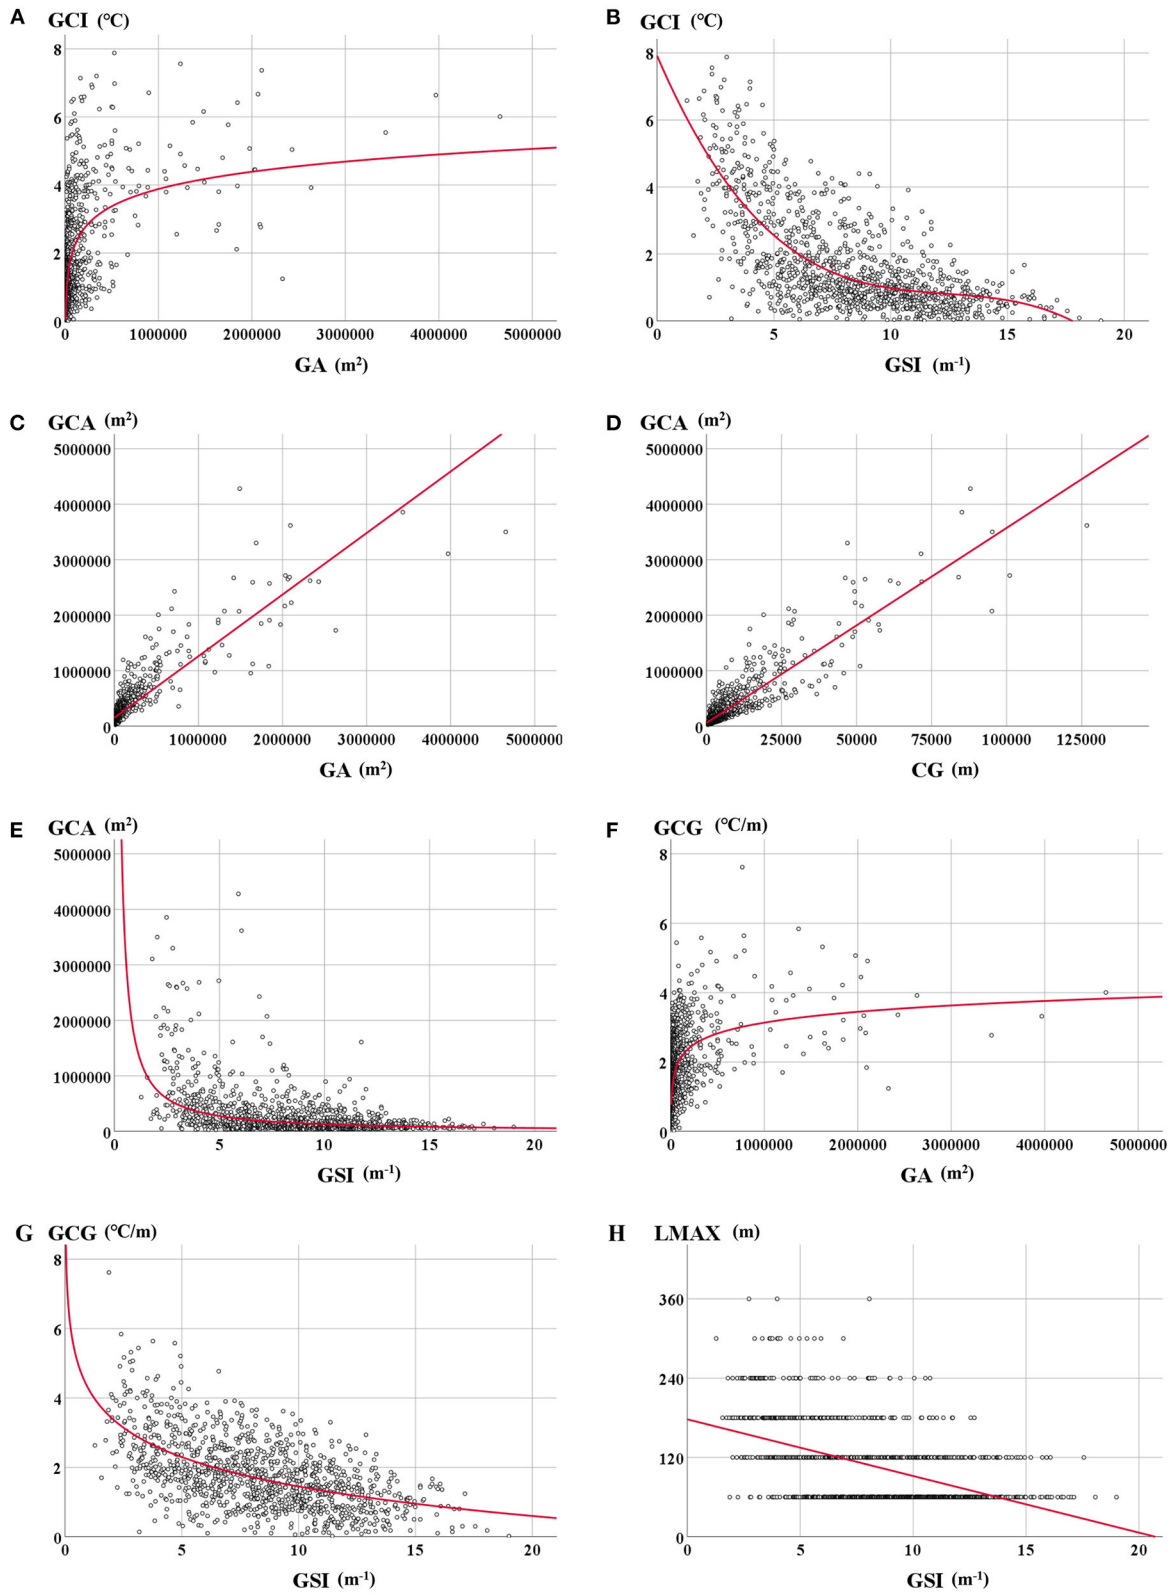 A GCI (℃)
8
6
4
2
0
0 1000000 2000000 3000000 4000000 5000000
GA (m²)
B GCI (℃)
8
6
4
2
0
0 5 10 15 20
GSI (m⁻¹)
C GCA (m²)
5000000
4000000
3000000
2000000
1000000
0
0 1000000 2000000 3000000 4000000 5000000
GA (m²)
D GCA (m²)
5000000
4000000
3000000
2000000
1000000
0
0 25000 50000 75000 100000 125000
CG (m)
E GCA (m²)
5000000
4000000
3000000
2000000
1000000
0
0 5 10 15 20
GSI (m⁻¹)
F GCG (℃/m)
8
6
4
2
0
0 1000000 2000000 3000000 4000000 5000000
GA (m²)
G GCG (℃/m)
8
6
4
2
0
0 5 10 15 20
GSI (m⁻¹)
H LMAX (m)
360
240
120
0
0 5 10 15 20
GSI (m⁻¹)